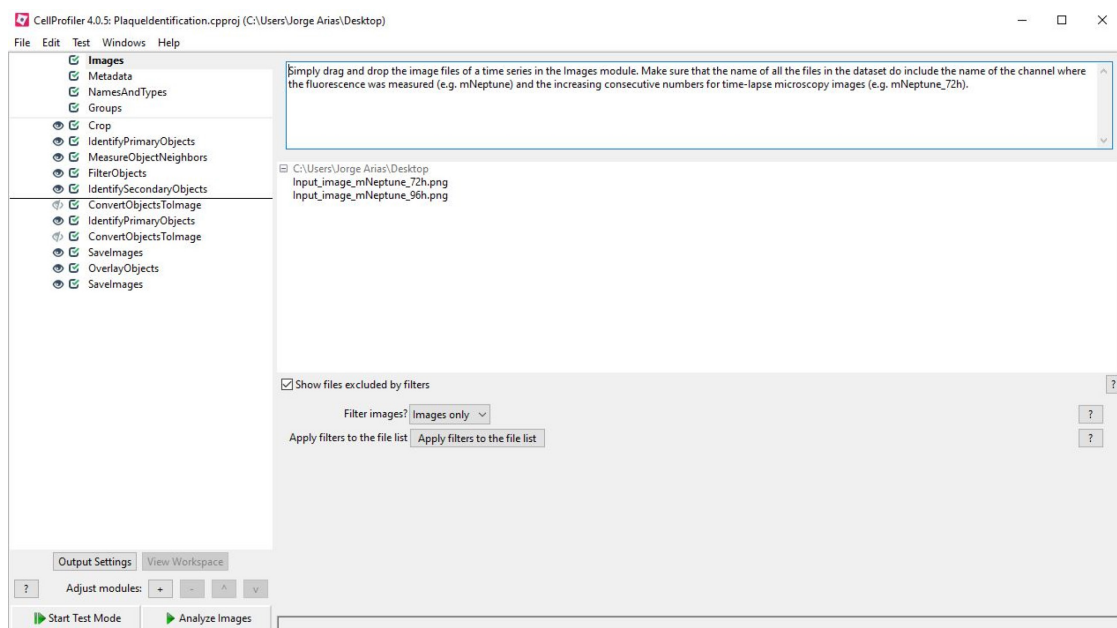 CellProfiler 4.0.5: PlaqueIdentification.cpproj (C:\Users\Jorge Arias\Desktop)
File Edit Test Windows Help
Images
Metadata
NamesAndTypes
Groups
Crop
IdentifyPrimaryObjects
MeasureObjectNeighbors
FilterObjects
IdentifySecondaryObjects
ConvertObjectsToImage
IdentifyPrimaryObjects
ConvertObjectsToImage
SaveImages
OverlayObjects
SaveImages
Simply drag and drop the image files of a time series in the Images module. Make sure that the name of all the files in the dataset do include the name of the channel where
the fluorescence was measured (e.g. mNeptune) and the increasing consecutive numbers for time-lapse microscopy images (e.g. mNeptune_72h).
C:\Users\Jorge Arias\Desktop
Input_image_mNeptune_72h.png
Input_image_mNeptune_96h.png
Show files excluded by filters
?
Filter images? Images only
?
Apply filters to the file list Apply filters to the file list
?
Output Settings View Workspace
? Adjust modules: + - ^ v
Start Test Mode Analyze Images